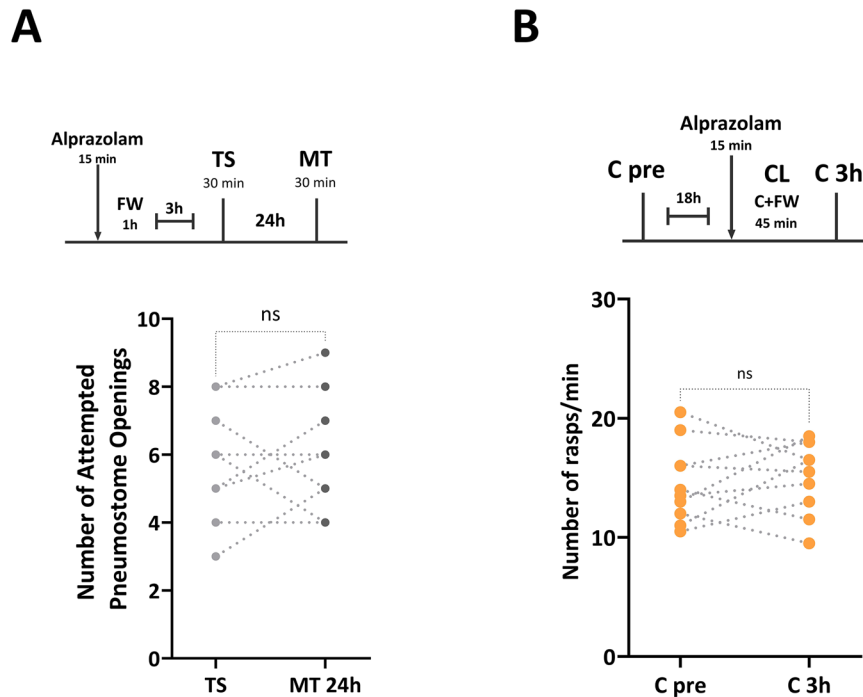 A
Alprazolam
15 min
FW
1h
3h
TS
30 min
24h
MT
30 min
Number of Attempted
Pneumostome Openings
10
8
6
4
2
0
ns
TS
MT 24h
B
C pre
18h
Alprazolam
15 min
CL
C+FW
45 min
C 3h
Number of rasps/min
30
20
10
0
ns
C pre
C 3h